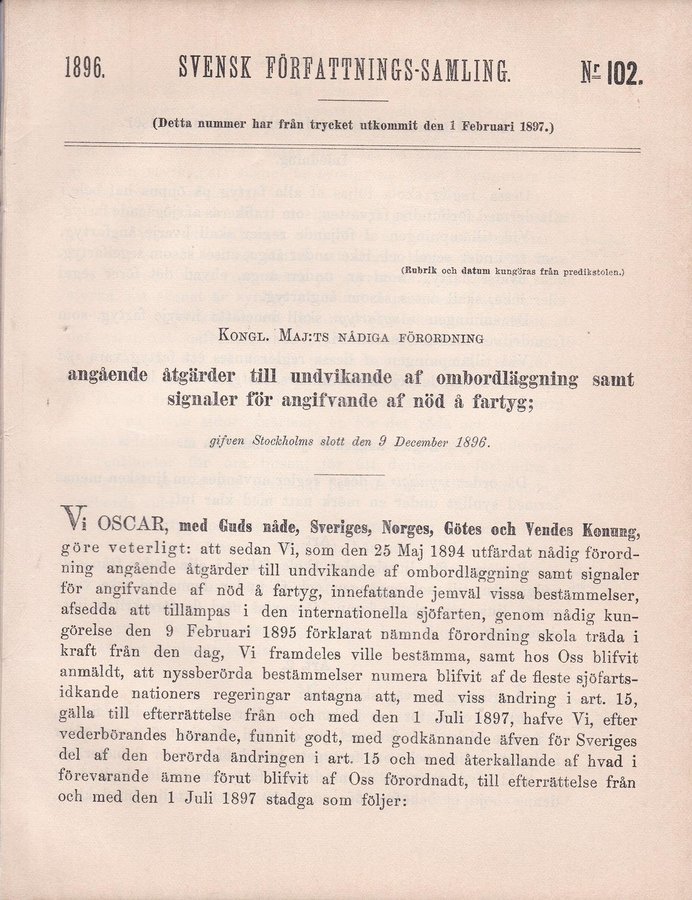 1896. SVENSK FÖRFATTNINGS-SAMLING. Nr 102.
(Detta nummer har från trycket utkommit den 1 Februari 1897.)
(Rubrik och datum kungöras från predikstolen.)
KONGL. MAJ:TS NÅDIGA FÖRORDNING
angående åtgärder till undvikande af ombordläggning samt
signaler för angifvande af nöd å fartyg;
gifven Stockholms slott den 9 December 1896.
Vi OSCAR, med Guds nåde, Sveriges, Norges, Götes och Vendes Konung,
göre veterligt: att sedan Vi, som den 25 Maj 1894 utfärdat nådig förord-
ning angående åtgärder till undvikande af ombordläggning samt signaler
för angifvande af nöd å fartyg, innefattande jemväl vissa bestämmelser,
afsedda att tillämpas i den internationella sjöfarten, genom nådig kun-
görelse den 9 Februari 1895 förklarat nämnda förordning skola träda i
kraft från den dag, Vi framdeles ville bestämma, samt hos Oss blifvit
anmäldt, att nyssberörda bestämmelser numera blifvit af de fleste sjöfarts-
idkande nationers regeringar antagna att, med viss ändring i art. 15,
gälla till efterrättelse från och med den 1 Juli 1897, hafve Vi, efter
vederbörandes hörande, funnit godt, med godkännande äfven för Sveriges
del af den berörda ändringen i art. 15 och med återkallande af hvad i
förevarande ämne förut blifvit af Oss förordnadt, till efterrättelse från
och med den 1 Juli 1897 stadga som följer: